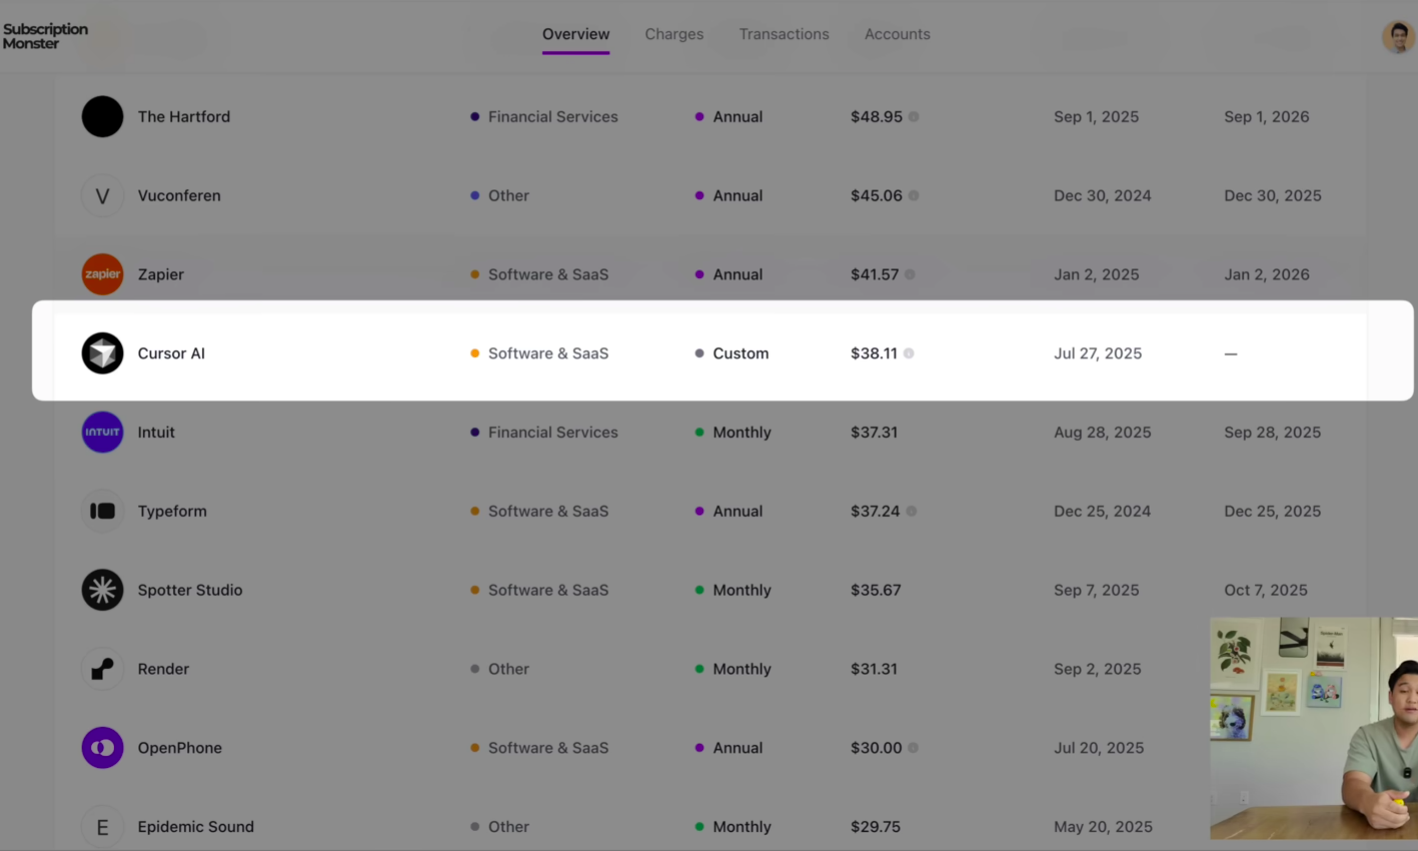 Subscription
Monster
Overview Charges Transactions Accounts
The Hartford Financial Services Annual $48.95 Sep 1, 2025 Sep 1, 2026
V Vuconferen Other Annual $45.06 Dec 30, 2024 Dec 30, 2025
zapier Zapier Software & SaaS Annual $41.57 Jan 2, 2025 Jan 2, 2026
Cursor AI Software & SaaS Custom $38.11 Jul 27, 2025 —
INTUIT Intuit Financial Services Monthly $37.31 Aug 28, 2025 Sep 28, 2025
Typeform Software & SaaS Annual $37.24 Dec 25, 2024 Dec 25, 2025
Spotter Studio Software & SaaS Monthly $35.67 Sep 7, 2025 Oct 7, 2025
Render Other Monthly $31.31 Sep 2, 2025
OpenPhone Software & SaaS Annual $30.00 Jul 20, 2025
E Epidemic Sound Other Monthly $29.75 May 20, 2025